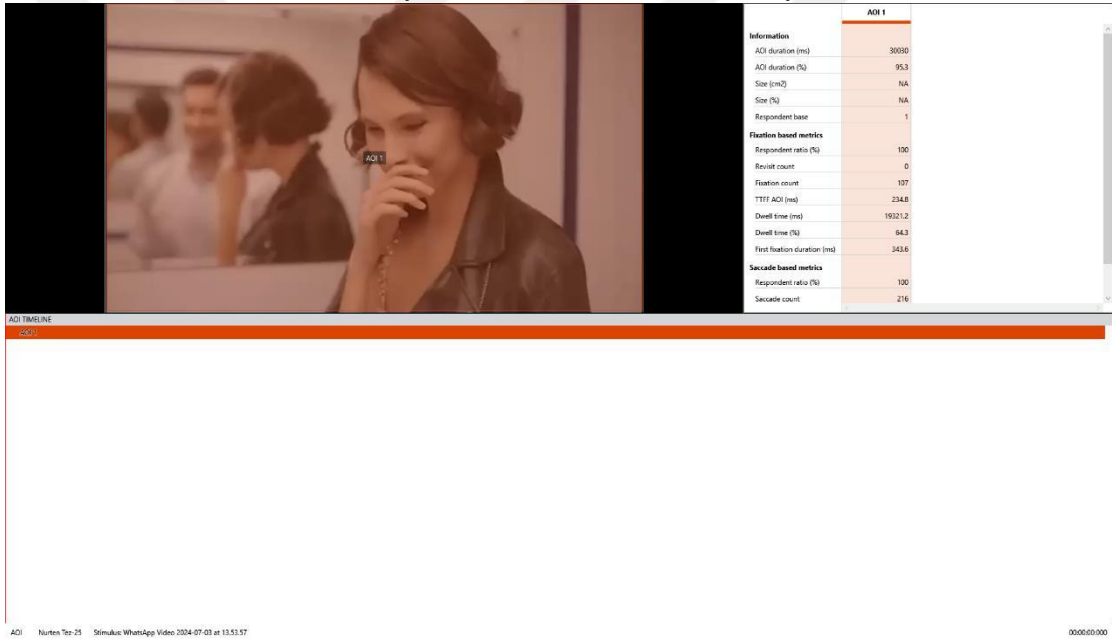 AOI 1
Information
AOI duration (ms) 30030
AOI duration (%) 95.3
Size (cm2) NA
Size (%) NA
Respondent base 1
Fixation based metrics
Respondent ratio (%) 100
Revisit count 0
Fixation count 107
TTFF AOI (ms) 234.8
Dwell time (ms) 19321.2
Dwell time (%) 64.3
First fixation duration (ms) 343.6
Saccade based metrics
Respondent ratio (%) 100
Saccade count 216
AOI 1
AOI TIMELINE
AOI 1
AOI Nurten Tez-25 Stimulus: WhatsApp Video 2024-07-03 at 13.53.57 00:00:00:000